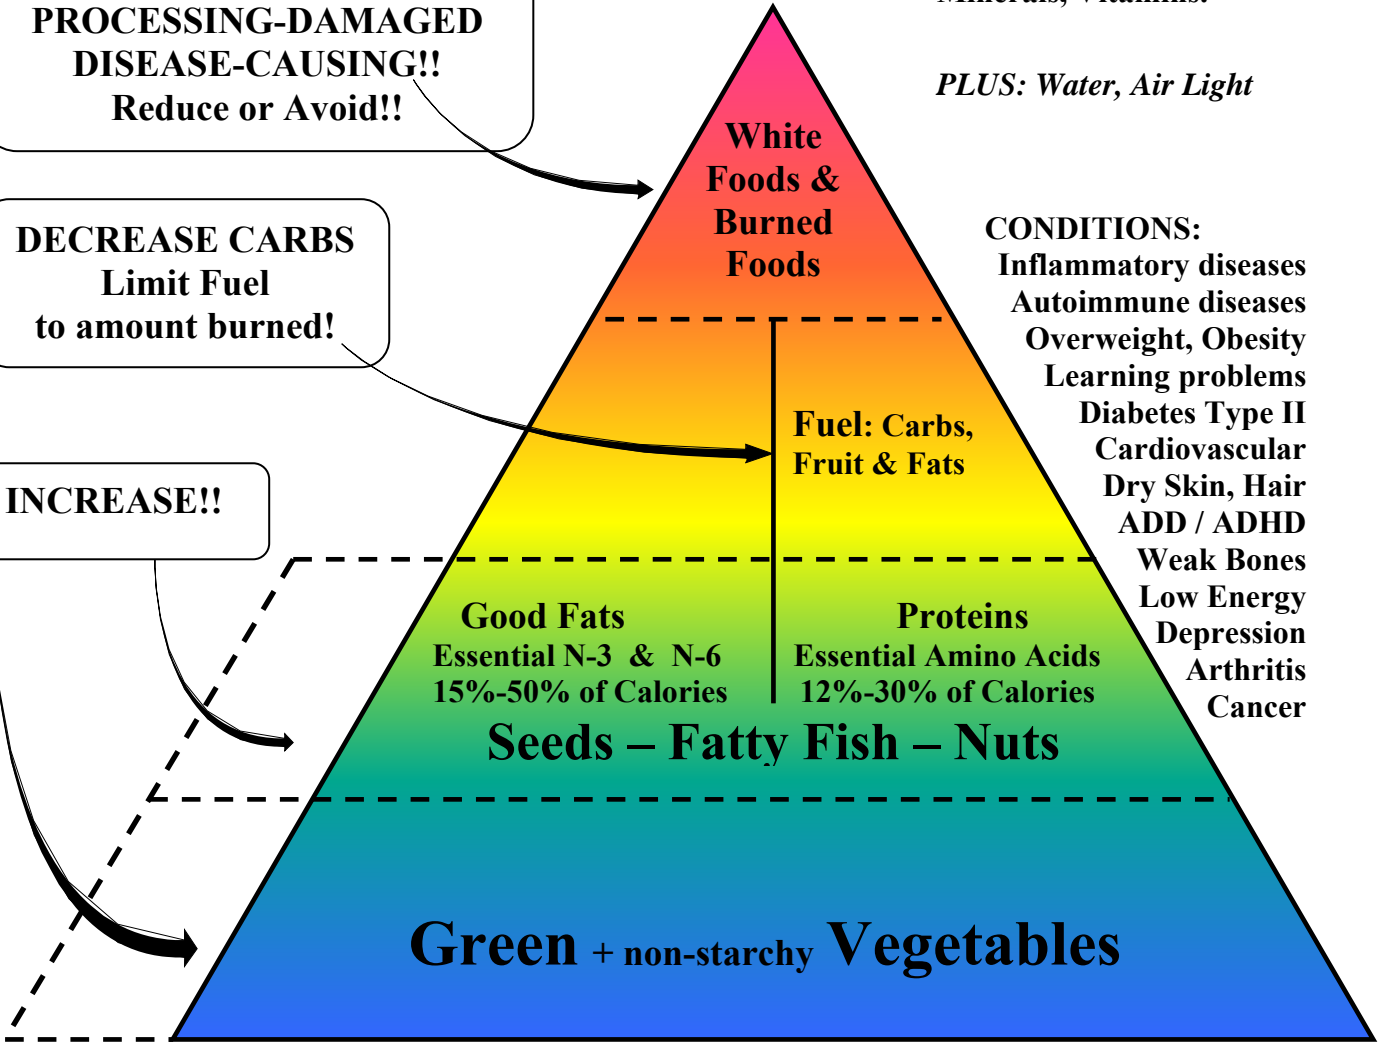 Minerals, Vitamins.
PLUS: Water, Air Light
PROCESSING-DAMAGED
DISEASE-CAUSING!!
Reduce or Avoid!!
DECREASE CARBS
Limit Fuel
to amount burned!
INCREASE!!
White
Foods &
Burned
Foods
Fuel: Carbs,
Fruit & Fats
Good Fats
Essential N-3 & N-6
15%-50% of Calories
Proteins
Essential Amino Acids
12%-30% of Calories
Seeds – Fatty Fish – Nuts
Green + non-starchy Vegetables
CONDITIONS:
Inflammatory diseases
Autoimmune diseases
Overweight, Obesity
Learning problems
Diabetes Type II
Cardiovascular
Dry Skin, Hair
ADD / ADHD
Weak Bones
Low Energy
Depression
Arthritis
Cancer